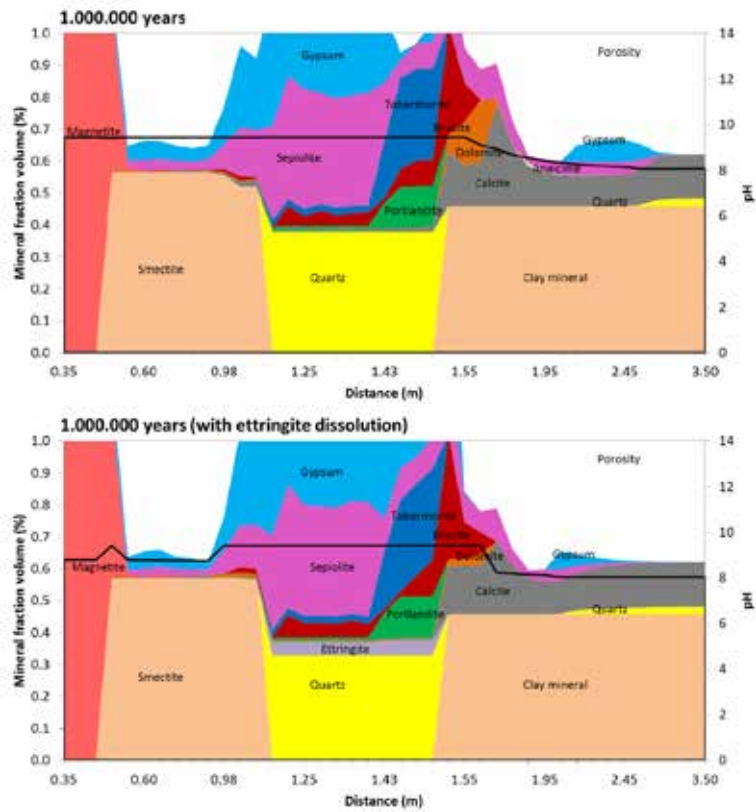 1.000.000 years
1.0
0.9
0.8
0.7
0.6
0.5
0.4
0.3
0.2
0.1
0.0
Mineral fraction volume (%)
Gypsum
Porosity
Magnetite
Tobermorite
Brucite
Sepiolite
Dolomite
Gypsum
Analcime
Calcite
Portlandite
Quartz
Smectite
Quartz
Clay mineral
14
12
10
8
6
4
2
0
pH
0.35 0.60 0.98 1.25 1.43 1.55 1.95 2.45 3.50
Distance (m)
1.000.000 years (with ettringite dissolution)
1.0
0.9
0.8
0.7
0.6
0.5
0.4
0.3
0.2
0.1
0.0
Mineral fraction volume (%)
Gypsum
Porosity
Tobermorite
Brucite
Magnetite
Sepiolite
Dolomite
Gypsum
Calcite
Portlandite
Quartz
Ettringite
Smectite
Quartz
Clay mineral
14
12
10
8
6
4
2
0
pH
0.35 0.60 0.98 1.25 1.43 1.55 1.95 2.45 3.50
Distance (m)